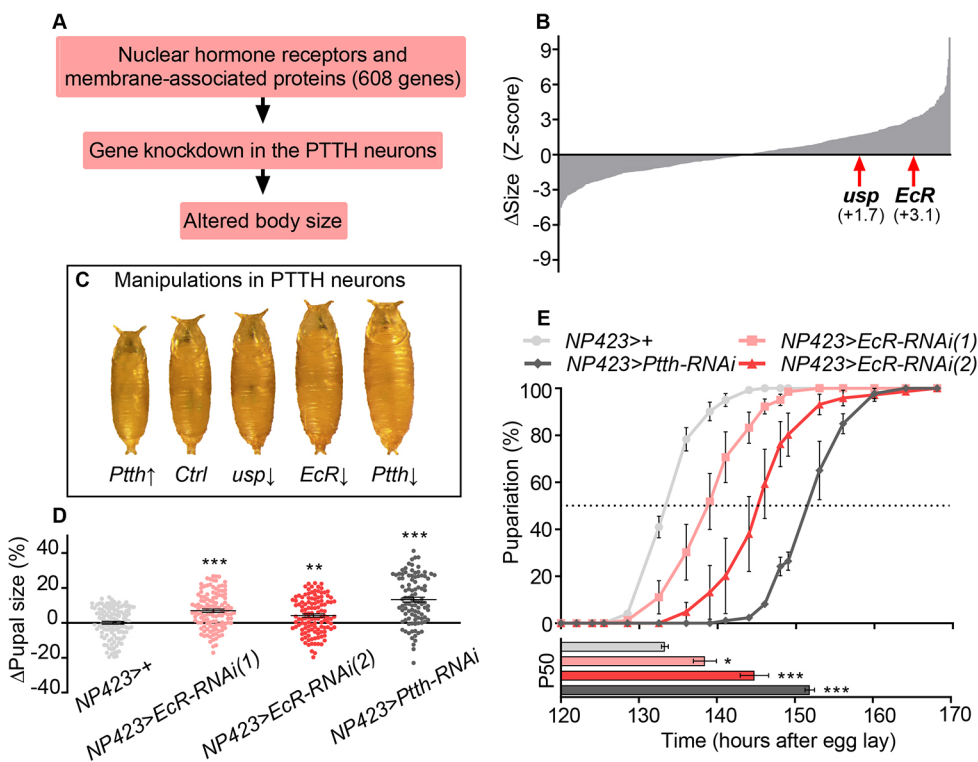 A
Nuclear hormone receptors and
membrane-associated proteins (608 genes)
Gene knockdown in the PTTH neurons
Altered body size
B
ΔSize (Z-score)
9
6
3
0
-3
-6
-9
usp
(+1.7)
EcR
(+3.1)
C
Manipulations in PTTH neurons
Ptth↑ Ctrl usp↓ EcR↓ Ptth↓
D
ΔPupal size (%)
40
20
0
-20
-40
***
**
***
NP423>+
NP423>EcR-RNAi(1)
NP423>EcR-RNAi(2)
NP423>Ptth-RNAi
E
NP423>+
NP423>EcR-RNAi(1)
NP423>Ptth-RNAi
NP423>EcR-RNAi(2)
Pupariation (%)
100
80
60
40
20
0
P50
*
***
***
120 130 140 150 160 170
Time (hours after egg lay)